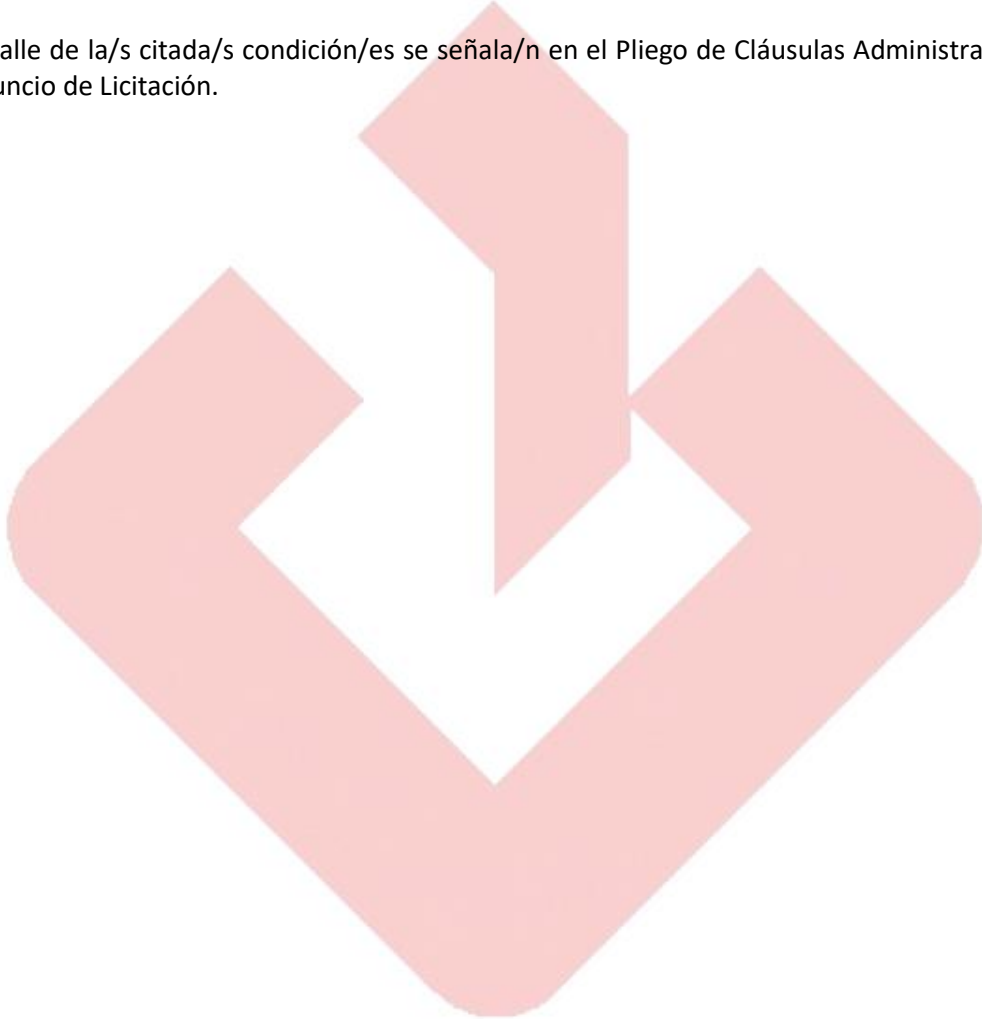 alle de la/s citada/s condición/es se señala/n en el Pliego de Cláusulas Administra
uncio de Licitación.